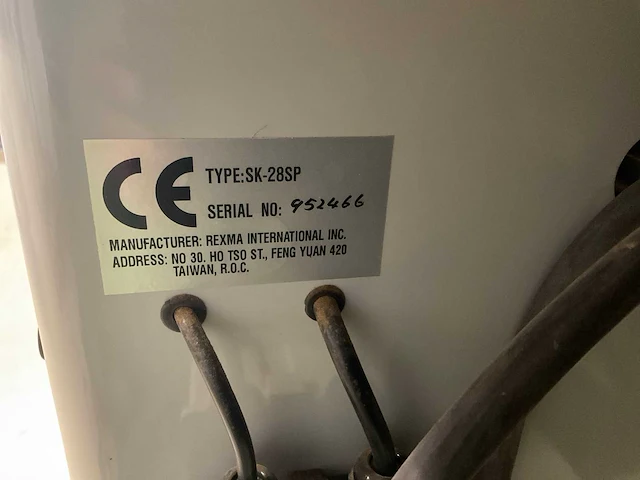 CE TYPE:SK-28SP
SERIAL NO: 952466
MANUFACTURER: REXMA INTERNATIONAL INC.
ADDRESS: NO 30. HO TSO ST., FENG YUAN 420
TAIWAN, R.O.C.